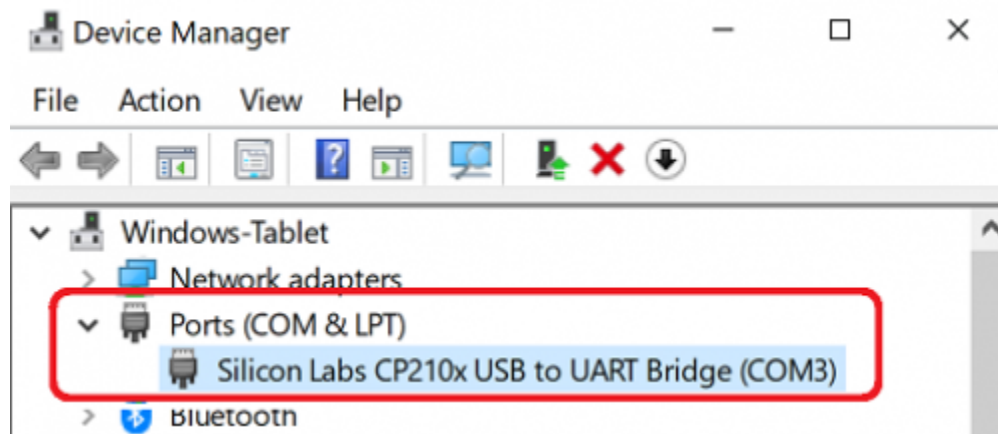 Device Manager
File Action View Help
Windows-Tablet
Network adapters
Ports (COM & LPT)
Silicon Labs CP210x USB to UART Bridge (COM3)
Bluetooth